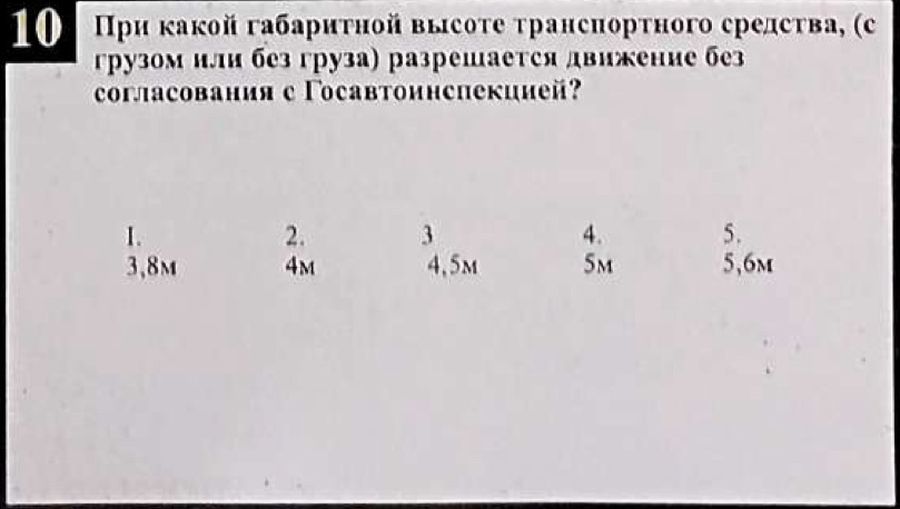 10 При какой габаритной высоте транспортного средства, (с
грузом или без груза) разрешается движение без
согласования с Госавтоинспекцией?
1. 2. 3 4. 5.
3,8м 4м 4,5м 5м 5,6м